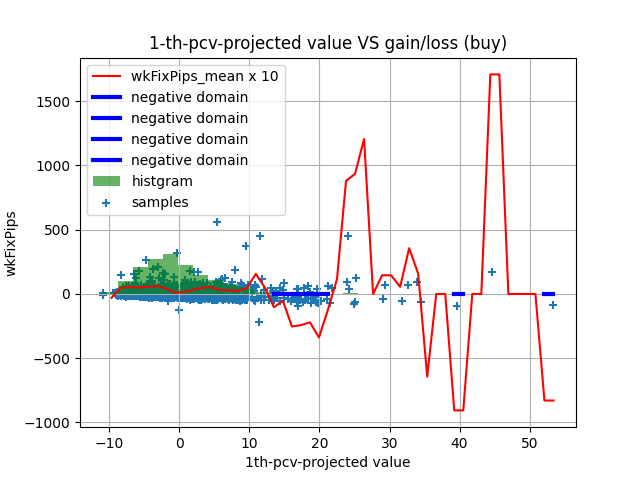 1-th-pcv-projected value VS gain/loss (buy)
wkFixPips_mean x 10
negative domain
negative domain
negative domain
negative domain
histgram
samples
wkFixPips
1500
1000
500
0
−500
−1000
−10
0
10
20
30
40
50
1th-pcv-projected value